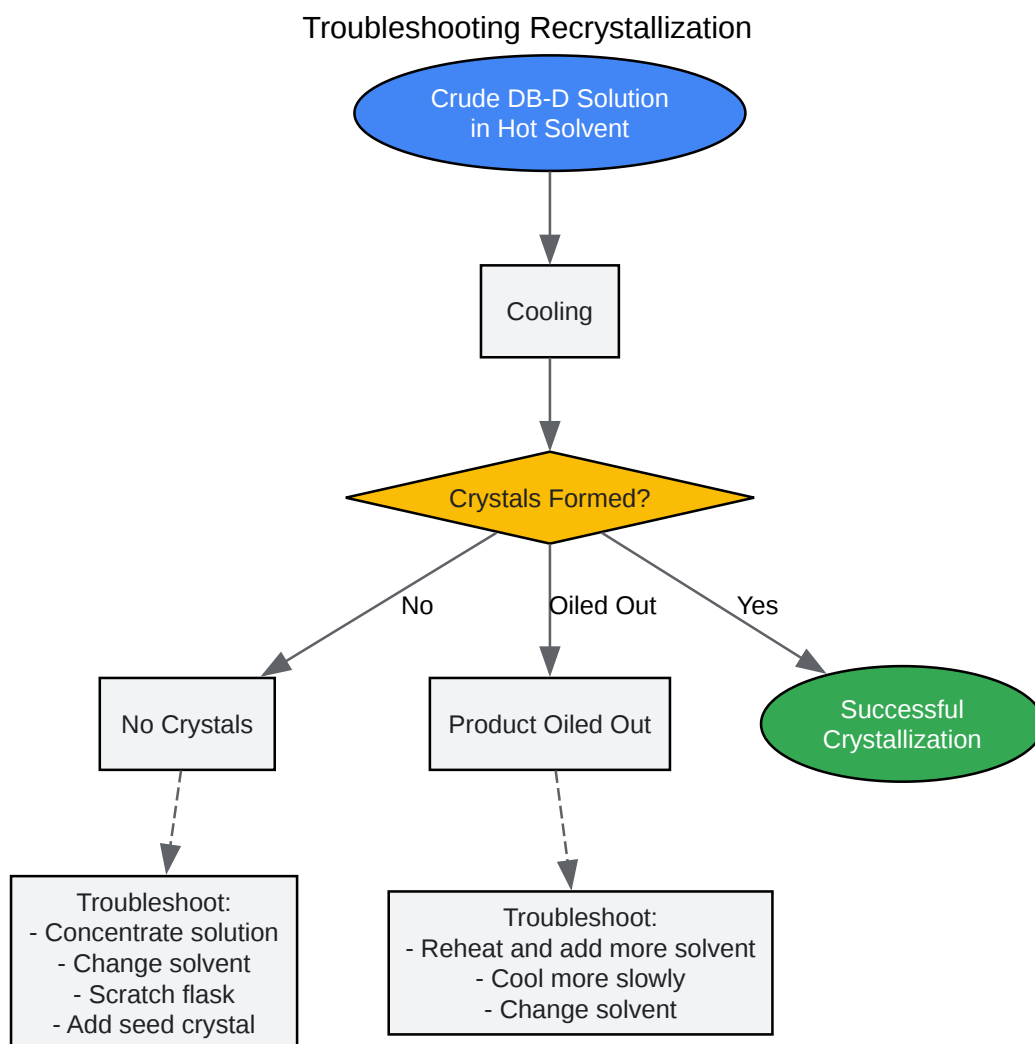 Troubleshooting Recrystallization
Crude DB-D Solution
in Hot Solvent
Cooling
Crystals Formed?
No
Oiled Out
Yes
No Crystals
Product Oiled Out
Successful
Crystallization
Troubleshoot:
- Concentrate solution
- Change solvent
- Scratch flask
- Add seed crystal
Troubleshoot:
- Reheat and add more solvent
- Cool more slowly
- Change solvent